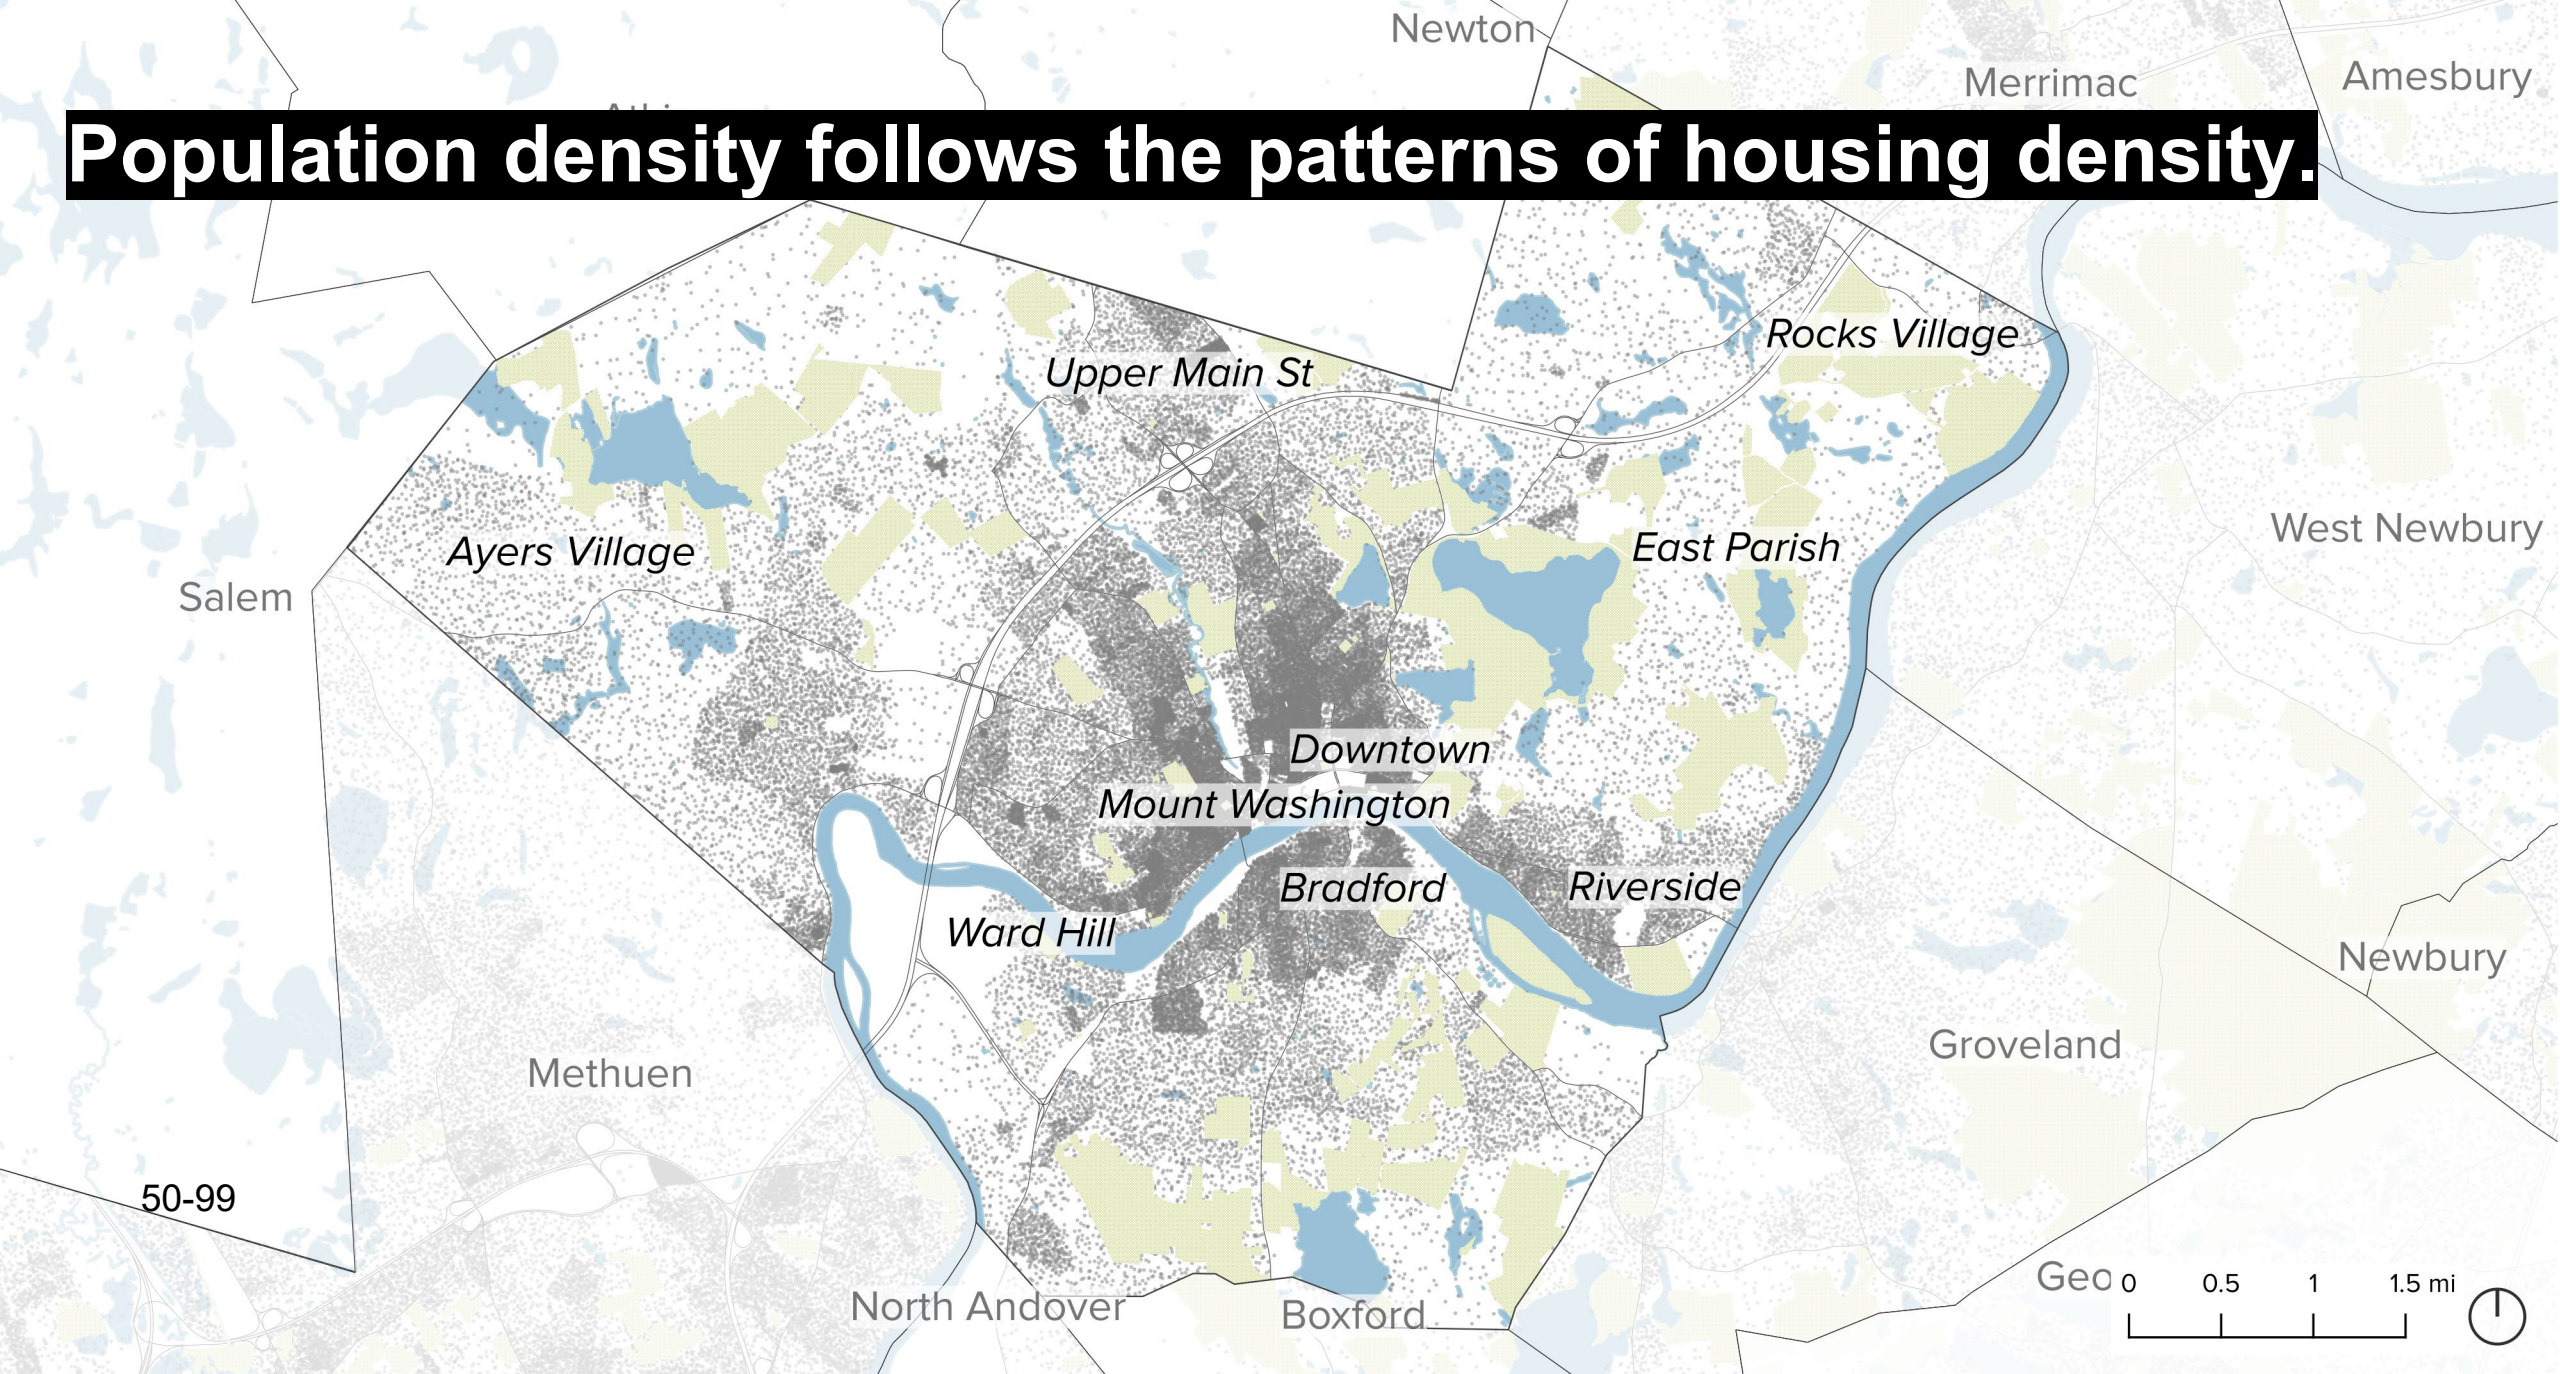 Newton
Merrimac
Amesbury
Population density follows the patterns of housing density.
Rocks Village
Upper Main St
West Newbury
East Parish
Ayers Village
Salem
Downtown
Mount Washington
Bradford
Riverside
Ward Hill
Newbury
Groveland
Methuen
50-99
0 0.5 1 1.5 mi
North Andover
Boxford